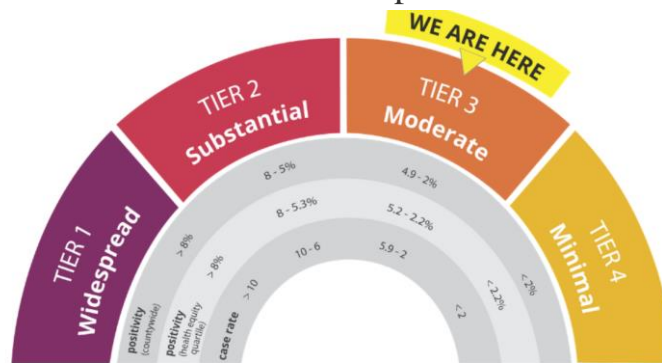 WE ARE HERE
TIER 1
Widespread
TIER 2
Substantial
TIER 3
Moderate
TIER 4
Minimal
positivity
(countywide)
> 8%
8 - 5%
4.9 - 2%
< 2%
positivity
(health equity
quartile)
> 8%
8 - 5.3%
5.2 - 2.2%
< 2.2%
case rate
> 10
10 - 6
5.9 - 2
< 2